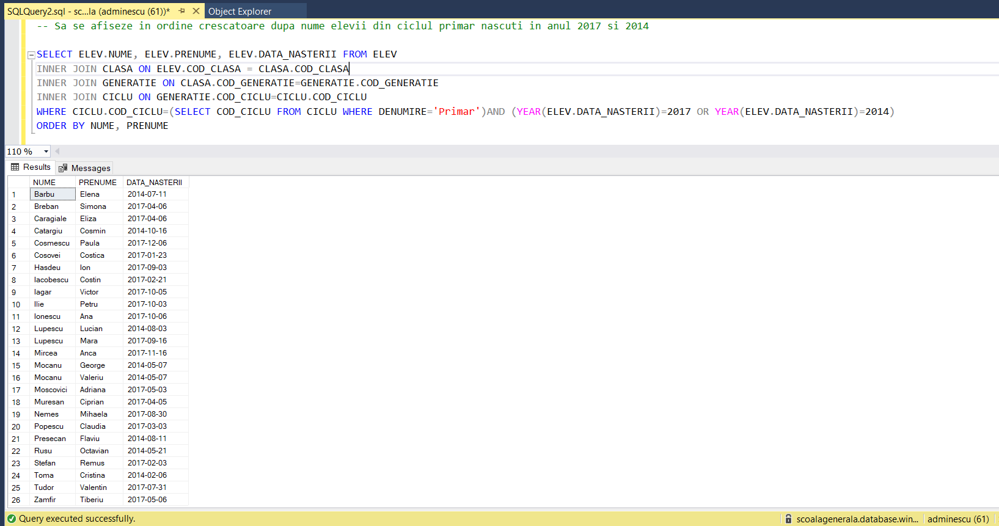 SQLQuery2.sql - sc...la (adminescu (61))* Object Explorer
-- Sa se afiseze in ordine crescatoare dupa nume elevii din ciclul primar nascuti in anul 2017 si 2014
SELECT ELEV.NUME, ELEV.PRENUME, ELEV.DATA_NASTERII FROM ELEV
INNER JOIN CLASA ON ELEV.COD_CLASA = CLASA.COD_CLASA
INNER JOIN GENERATIE ON CLASA.COD_GENERATIE=GENERATIE.COD_GENERATIE
INNER JOIN CICLU ON GENERATIE.COD_CICLU=CICLU.COD_CICLU
WHERE CICLU.COD_CICLU=(SELECT COD_CICLU FROM CICLU WHERE DENUMIRE='Primar')AND (YEAR(ELEV.DATA_NASTERII)=2017 OR YEAR(ELEV.DATA_NASTERII)=2014)
ORDER BY NUME, PRENUME
110 %
Results Messages
NUME PRENUME DATA_NASTERII
1 Barbu Elena 2014-07-11
2 Breban Simona 2017-04-06
3 Caragiale Eliza 2017-04-06
4 Catargiu Cosmin 2014-10-16
5 Cosmescu Paula 2017-12-06
6 Cosovei Costica 2017-01-23
7 Hasdeu Ion 2017-09-03
8 Iacobescu Costin 2017-02-21
9 Iagar Victor 2017-10-05
10 Ilie Petru 2017-10-03
11 Ionescu Ana 2017-10-06
12 Lupescu Lucian 2014-08-03
13 Lupescu Mara 2017-09-16
14 Mircea Anca 2017-11-16
15 Mocanu George 2014-05-07
16 Mocanu Valeriu 2014-05-07
17 Moscovici Adriana 2017-05-03
18 Muresan Ciprian 2017-04-05
19 Nemes Mihaela 2017-08-30
20 Popescu Claudia 2017-03-03
21 Presecan Flaviu 2014-08-11
22 Rusu Octavian 2014-05-21
23 Stefan Remus 2017-02-03
24 Toma Cristina 2014-02-06
25 Tudor Valentin 2017-07-31
26 Zamfir Tiberiu 2017-05-06
Query executed successfully. scoalagenerala.database.win... adminescu (61)